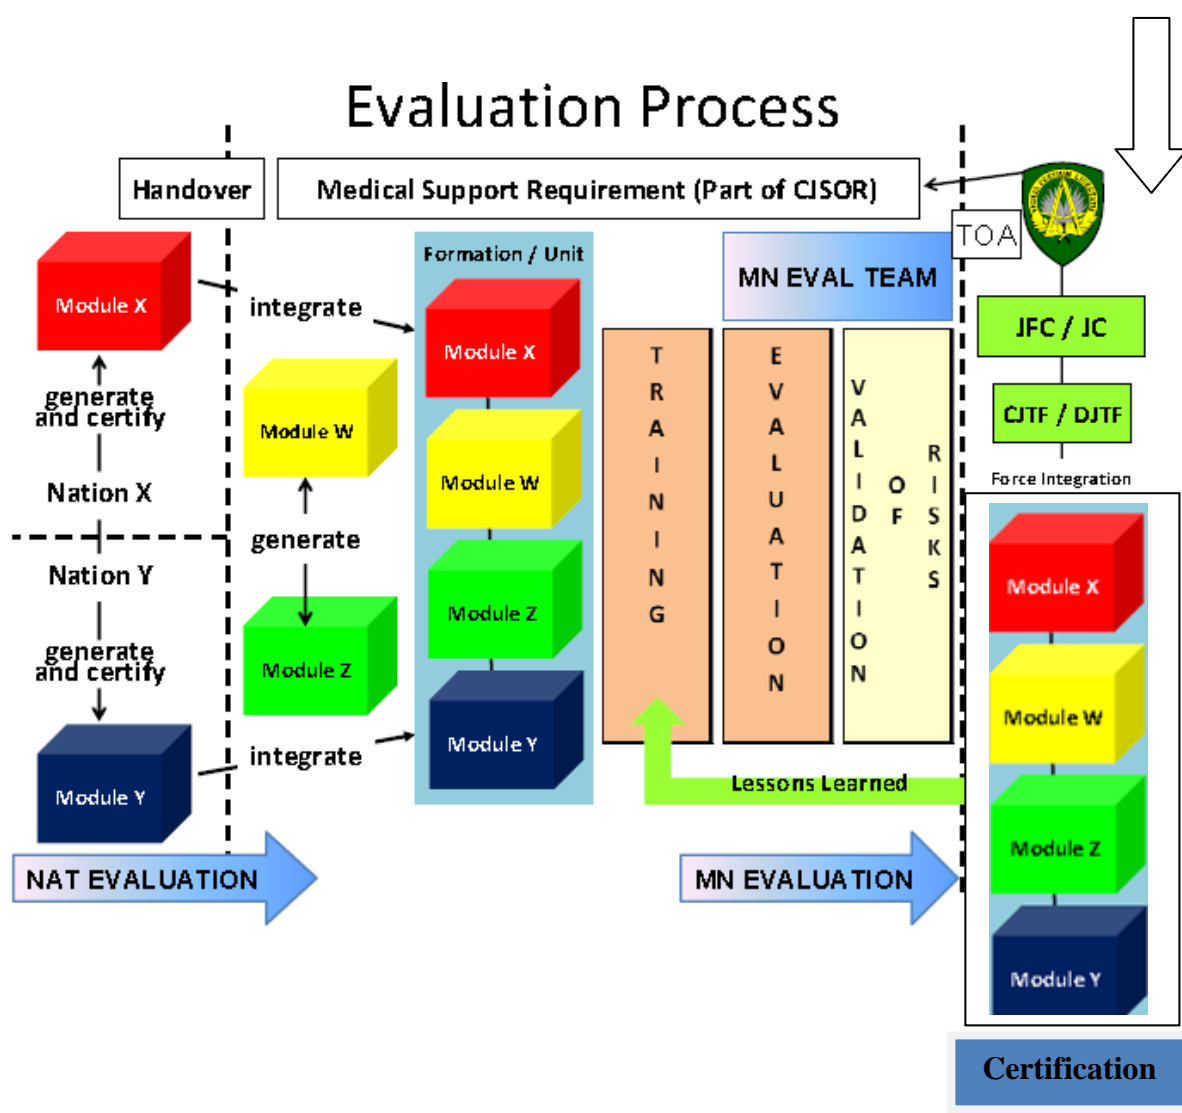 Evaluation Process
Handover
Medical Support Requirement (Part of CJSOR)
TOA
Module X
generate
and certify
Nation X
Nation Y
generate
and certify
Module Y
integrate
Module W
generate
Module Z
integrate
Formation / Unit
Module X
Module W
Module Z
Module Y
MN EVAL TEAM
TRAINING
EVALUATION
VALIDATION
OF
RISKS
Lessons Learned
NAT EVALUATION
MN EVALUATION
JFC / JC
CJTF / DJTF
Force Integration
Module X
Module W
Module Z
Module Y
Certification